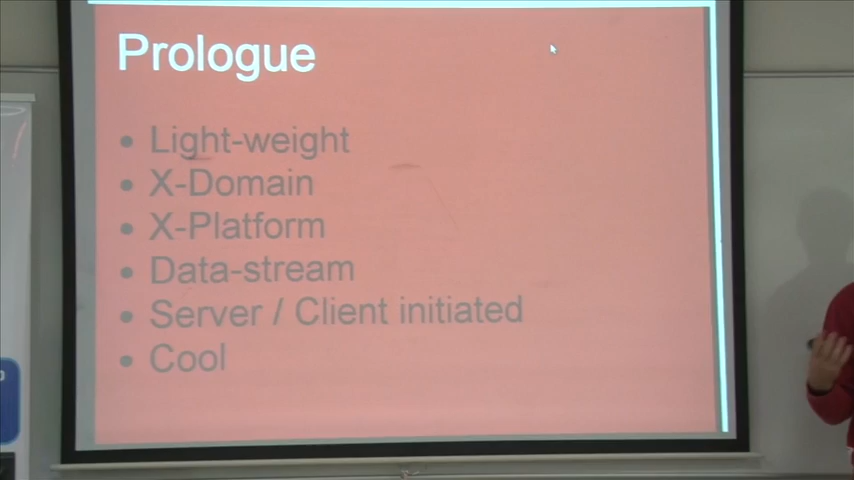 Prologue
• Light-weight
• X-Domain
• X-Platform
• Data-stream
• Server / Client initiated
• Cool